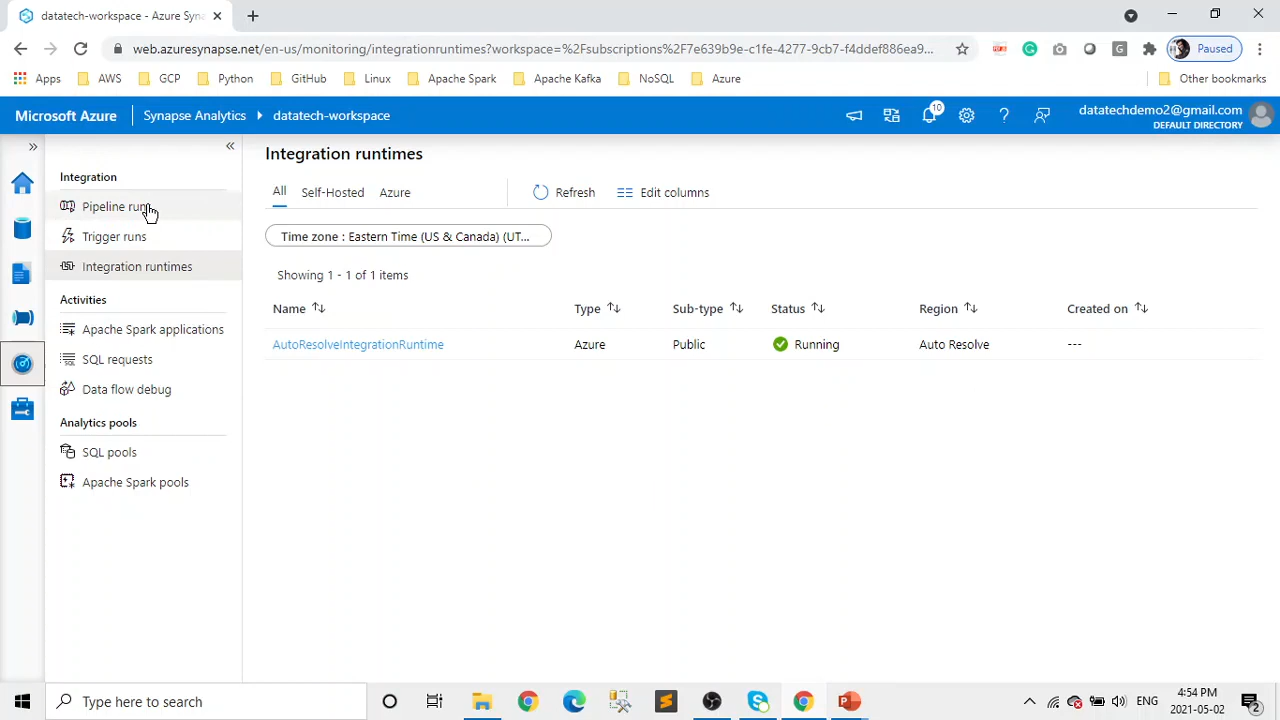 datatech-workspace - Azure Syna
web.azuresynapse.net/en-us/monitoring/integrationruntimes?workspace=%2Fsubscriptions%2F7e639b9e-c1fe-4277-9cb7-f4ddef886ea9...
Paused
Apps AWS GCP Python GitHub Linux Apache Spark Apache Kafka NoSQL Azure Other bookmarks
Microsoft Azure Synapse Analytics datatech-workspace 10 datatechdemo2@gmail.com
DEFAULT DIRECTORY
Integration runtimes
Integration
All Self-Hosted Azure Refresh Edit columns
Pipeline runs
Trigger runs
Time zone : Eastern Time (US & Canada) (UT...
Integration runtimes
Showing 1 - 1 of 1 items
Activities
Name Type Sub-type Status Region Created on
Apache Spark applications
AutoResolveIntegrationRuntime Azure Public Running Auto Resolve ---
SQL requests
Data flow debug
Analytics pools
SQL pools
Apache Spark pools
Type here to search
ENG
4:54 PM
2021-05-02
2